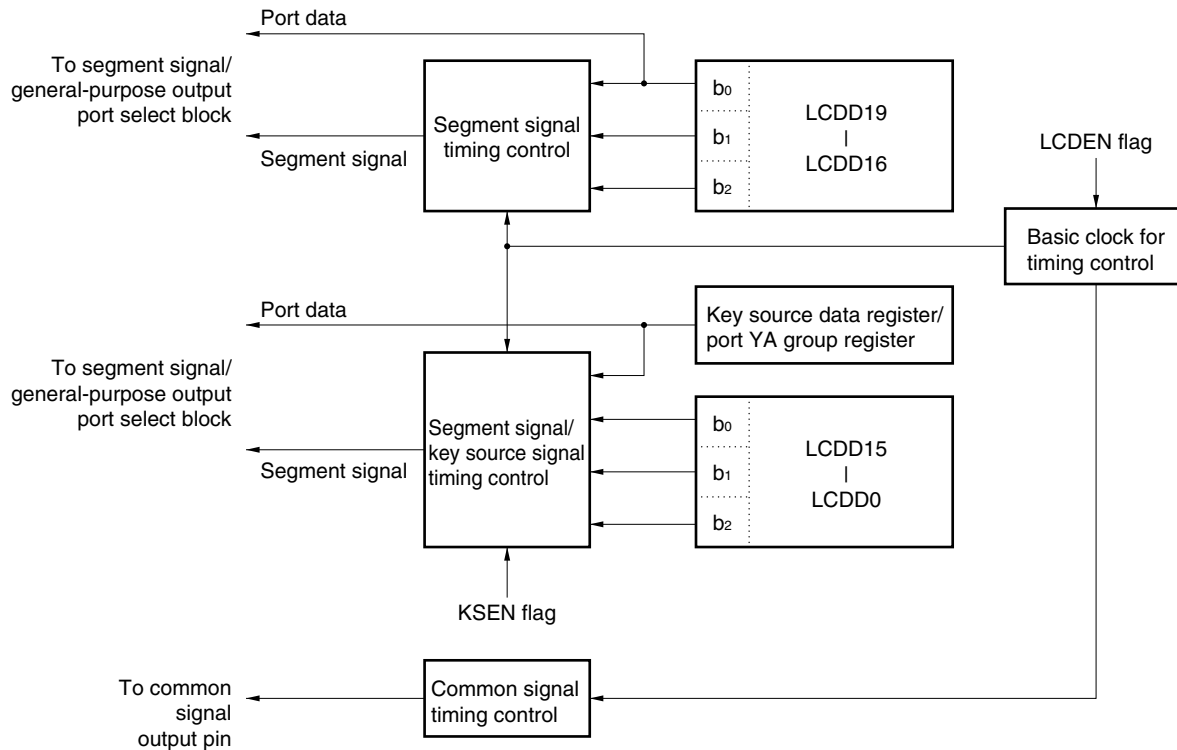 Port data
To segment signal/
general-purpose output
port select block
Segment signal
Segment signal
timing control
b0
b1
b2
LCDD19
LCDD16
LCDEN flag
Basic clock for
timing control
Port data
Key source data register/
port YA group register
To segment signal/
general-purpose output
port select block
Segment signal
Segment signal/
key source signal
timing control
b0
b1
b2
LCDD15
LCDD0
KSEN flag
To common
signal
output pin
Common signal
timing control